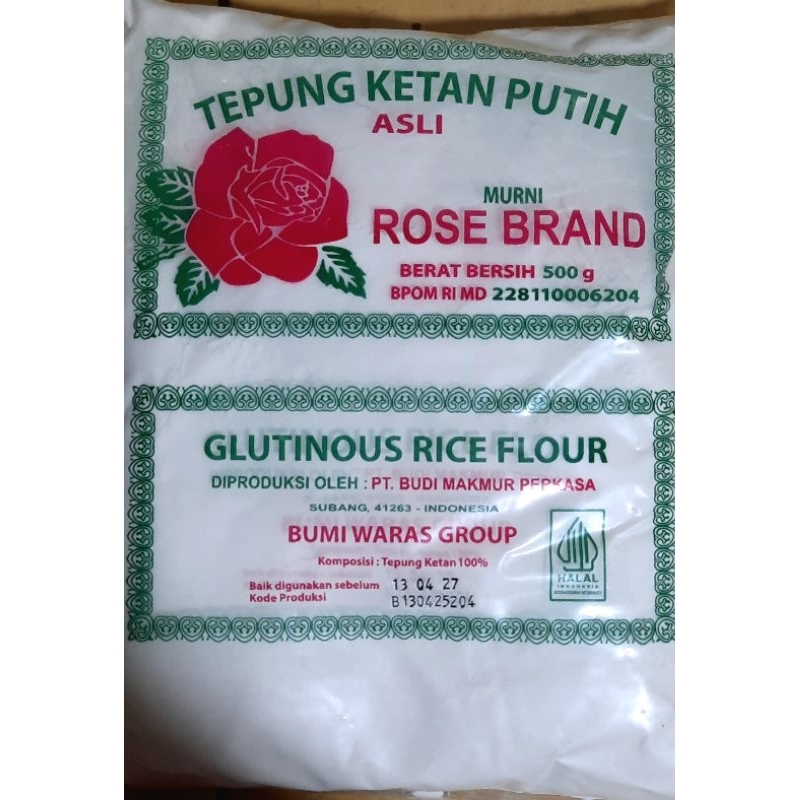 TEPUNG KETAN PUTIH
ASLI
MURNI
ROSE BRAND
BERAT BERSIH 500 g
BPOM RI MD 228110006204
GLUTINOUS RICE FLOUR
DIPRODUKSI OLEH : PT. BUDI MAKMUR PERKASA
SUBANG, 41263 - INDONESIA
BUMI WARAS GROUP
Komposisi : Tepung Ketan 100%
Baik digunakan sebelum 13 04 27
Kode Produksi B130425204
HALAL
INDONESIA